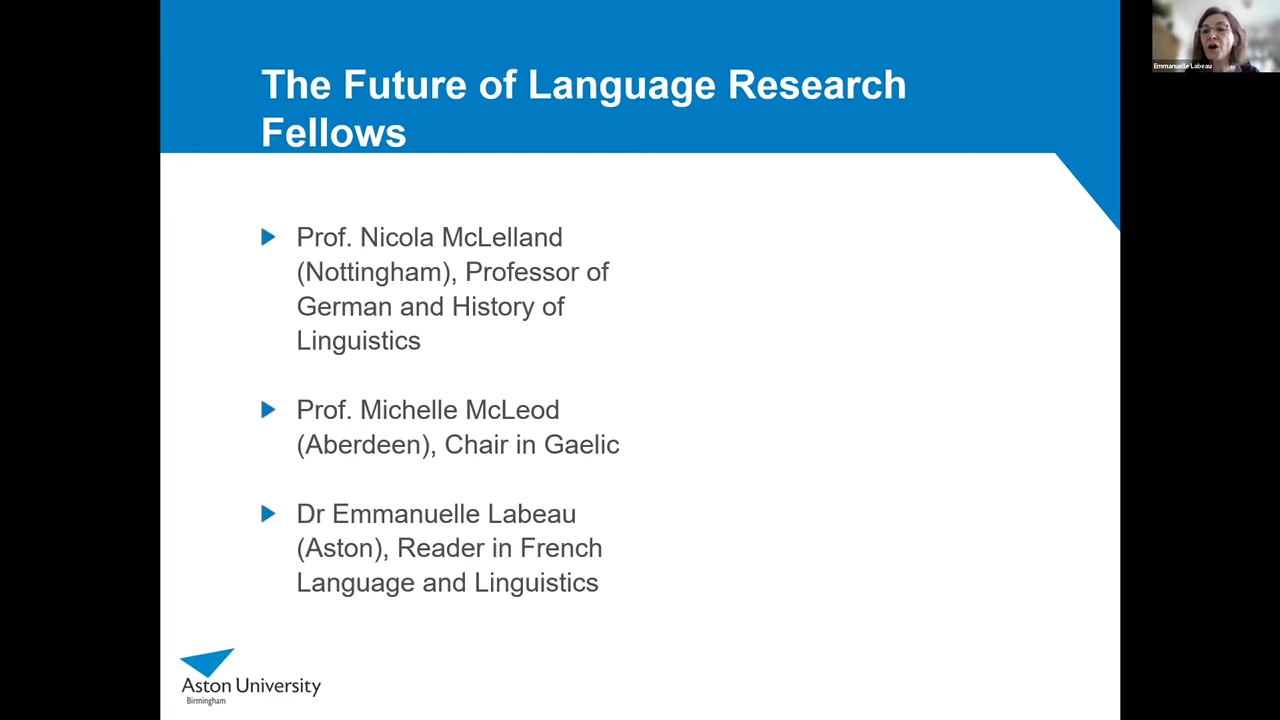 The Future of Language Research
Fellows
Emmanuelle Labeau
Prof. Nicola McLelland
(Nottingham), Professor of
German and History of
Linguistics
Prof. Michelle McLeod
(Aberdeen), Chair in Gaelic
Dr Emmanuelle Labeau
(Aston), Reader in French
Language and Linguistics
Aston University
Birmingham